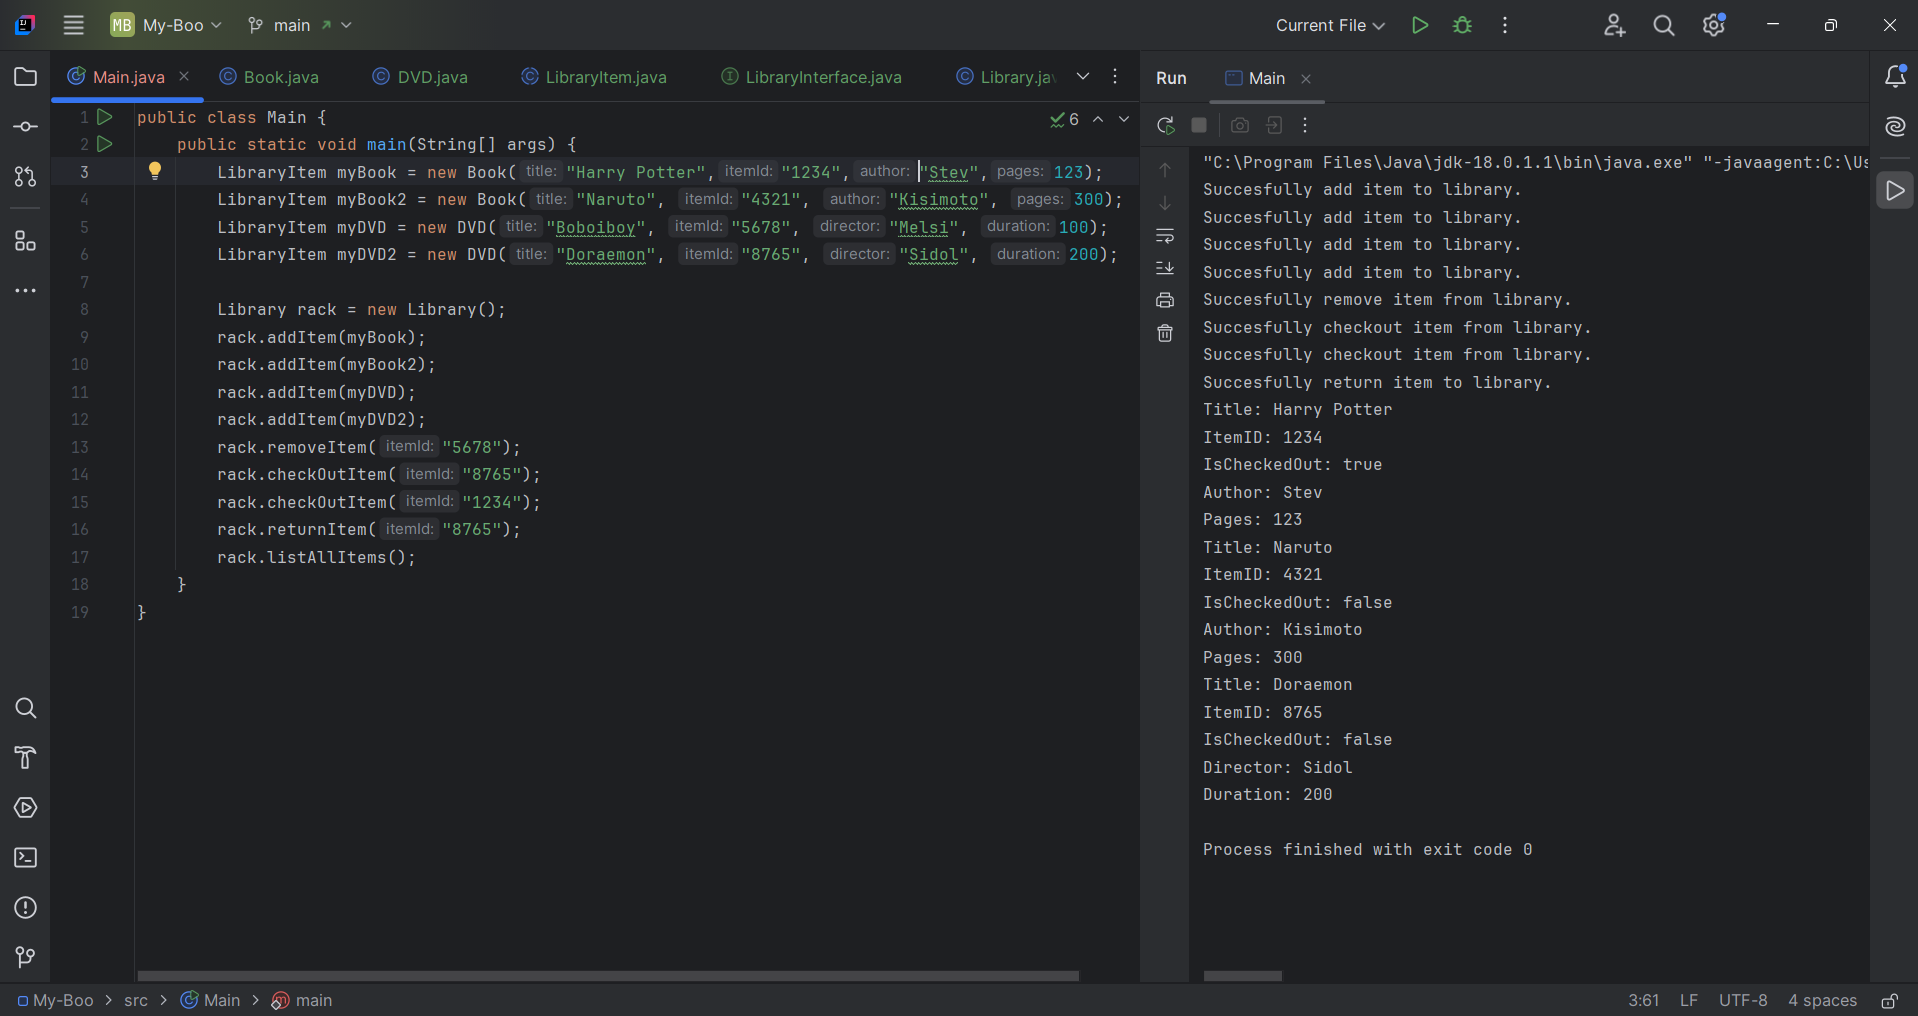 MB My-Boo main Current File
Main.java Book.java DVD.java LibraryItem.java LibraryInterface.java Library.jav
Run Main
6
1 public class Main {
2 public static void main(String[] args) {
3 LibraryItem myBook = new Book( title: "Harry Potter", itemId: "1234", author: "Stev", pages: 123);
4 LibraryItem myBook2 = new Book( title: "Naruto", itemId: "4321", author: "Kisimoto", pages: 300);
5 LibraryItem myDVD = new DVD( title: "Boboiboy", itemId: "5678", director: "Melsi", duration: 100);
6 LibraryItem myDVD2 = new DVD( title: "Doraemon", itemId: "8765", director: "Sidol", duration: 200);
7
8 Library rack = new Library();
9 rack.addItem(myBook);
10 rack.addItem(myBook2);
11 rack.addItem(myDVD);
12 rack.addItem(myDVD2);
13 rack.removeItem( itemId: "5678");
14 rack.checkOutItem( itemId: "8765");
15 rack.checkOutItem( itemId: "1234");
16 rack.returnItem( itemId: "8765");
17 rack.listAllItems();
18 }
19 }
"C:\Program Files\Java\jdk-18.0.1.1\bin\java.exe" "-javaagent:C:\Us
Succesfully add item to library.
Succesfully add item to library.
Succesfully add item to library.
Succesfully add item to library.
Succesfully remove item from library.
Succesfully checkout item from library.
Succesfully checkout item from library.
Succesfully return item to library.
Title: Harry Potter
ItemID: 1234
IsCheckedOut: true
Author: Stev
Pages: 123
Title: Naruto
ItemID: 4321
IsCheckedOut: false
Author: Kisimoto
Pages: 300
Title: Doraemon
ItemID: 8765
IsCheckedOut: false
Director: Sidol
Duration: 200
Process finished with exit code 0
My-Boo > src > Main > main
3:61 LF UTF-8 4 spaces